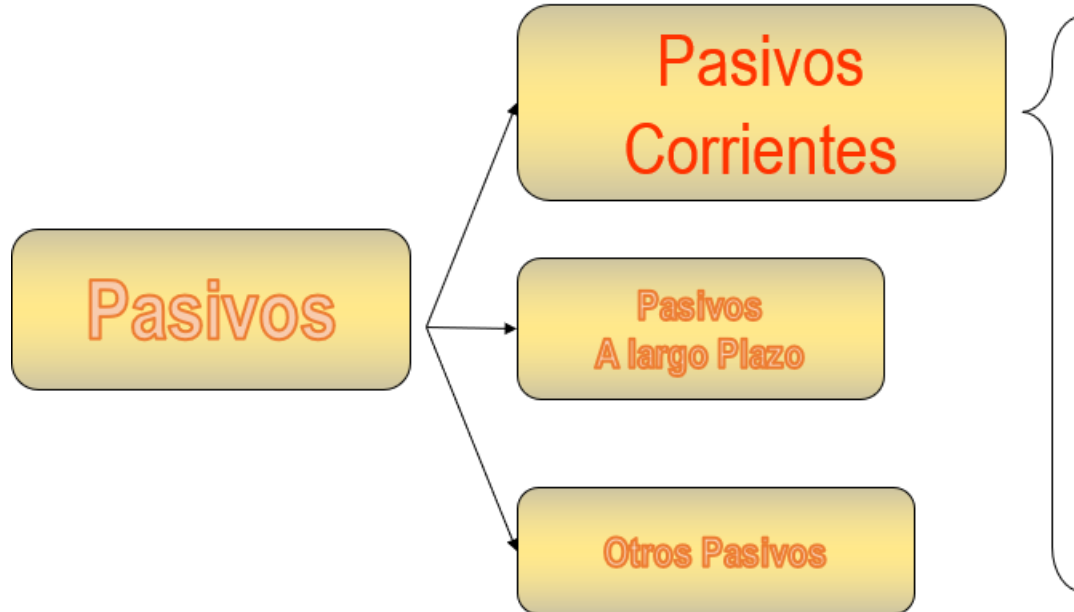 Pasivos
Corrientes
Pasivos
Pasivos
A largo Plazo
Otros Pasivos